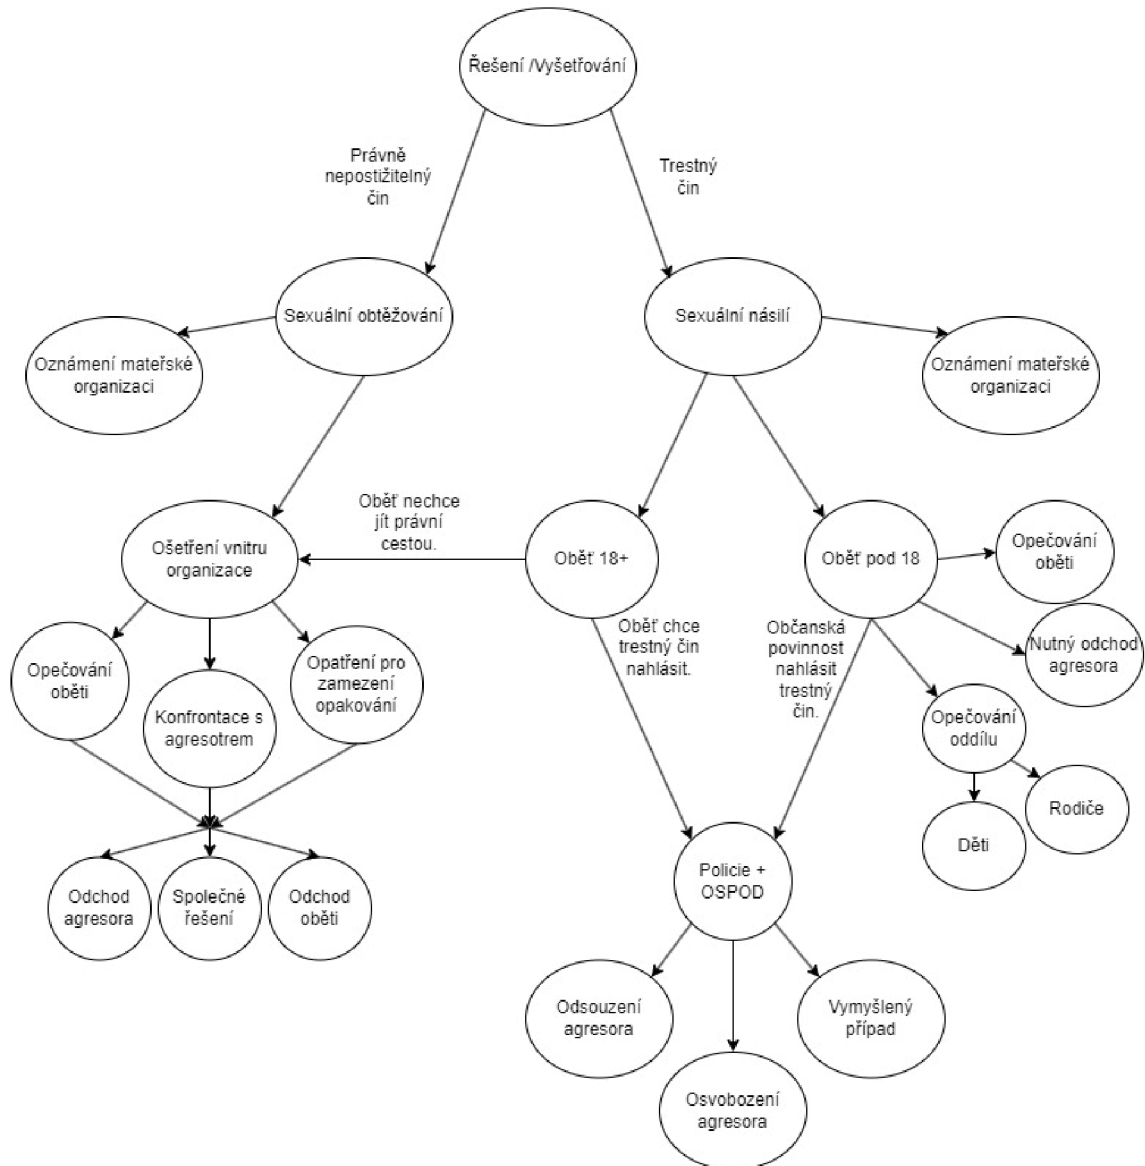 Řešení /Vyšetřování
Právně
nepostižitelný
čin
Trestný
čin
Sexuální obtěžování
Sexuální násilí
Oznámení mateřské
organizaci
Oznámení mateřské
organizaci
Oběť nechce
jít právní
cestou.
Ošetření vnitru
organizace
Oběť 18+
Oběť pod 18
Opečování
oběti
Nutný odchod
agresora
Oběť chce
trestný čin
nahlásit.
Občanská
povinnost
nahlásit
trestný
čin.
Opečování
oběti
Konfrontace s
agresotrem
Opatření pro
zamezení
opakování
Opečování
oddílu
Rodiče
Děti
Odchod
agresora
Společné
řešení
Odchod
oběti
Policie +
OSPOD
Odsouzení
agresora
Vymyšlený
případ
Osvobození
agresora